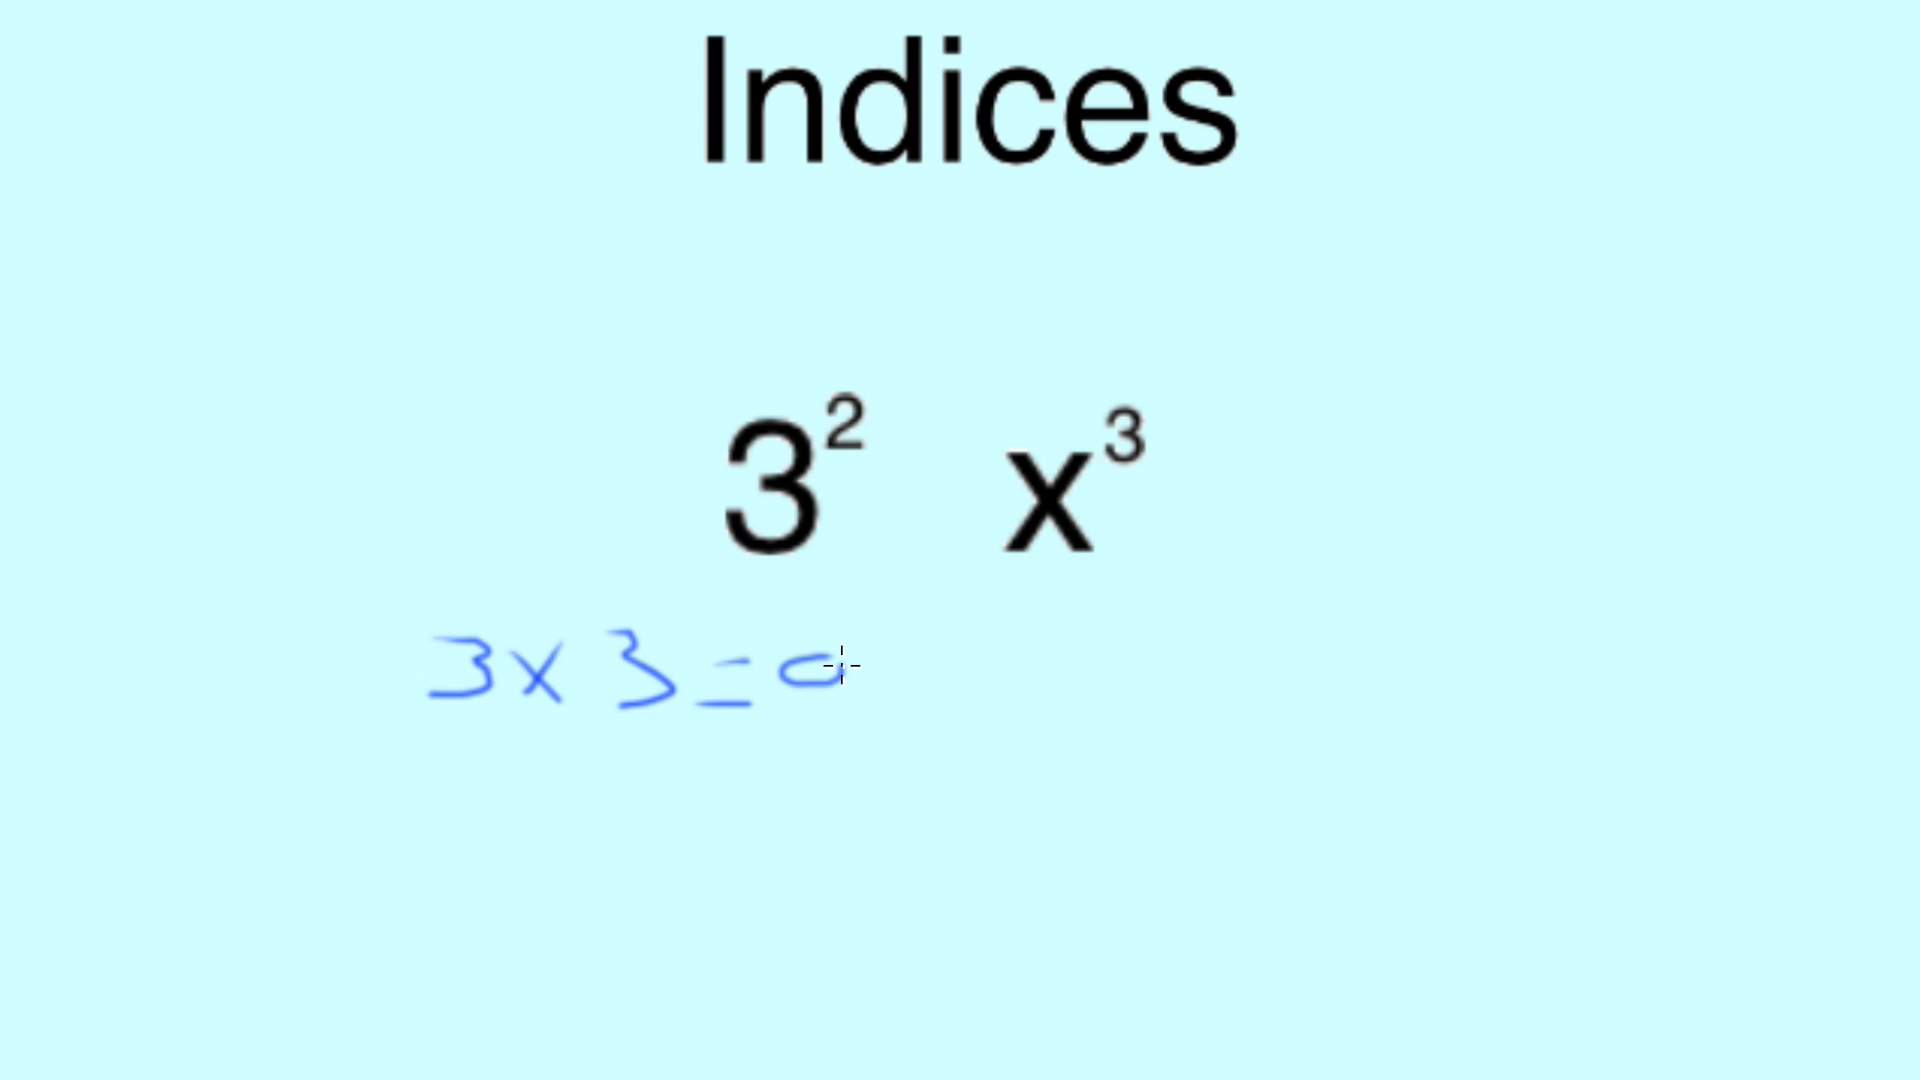 Indices
3² x³
3 x 3 =